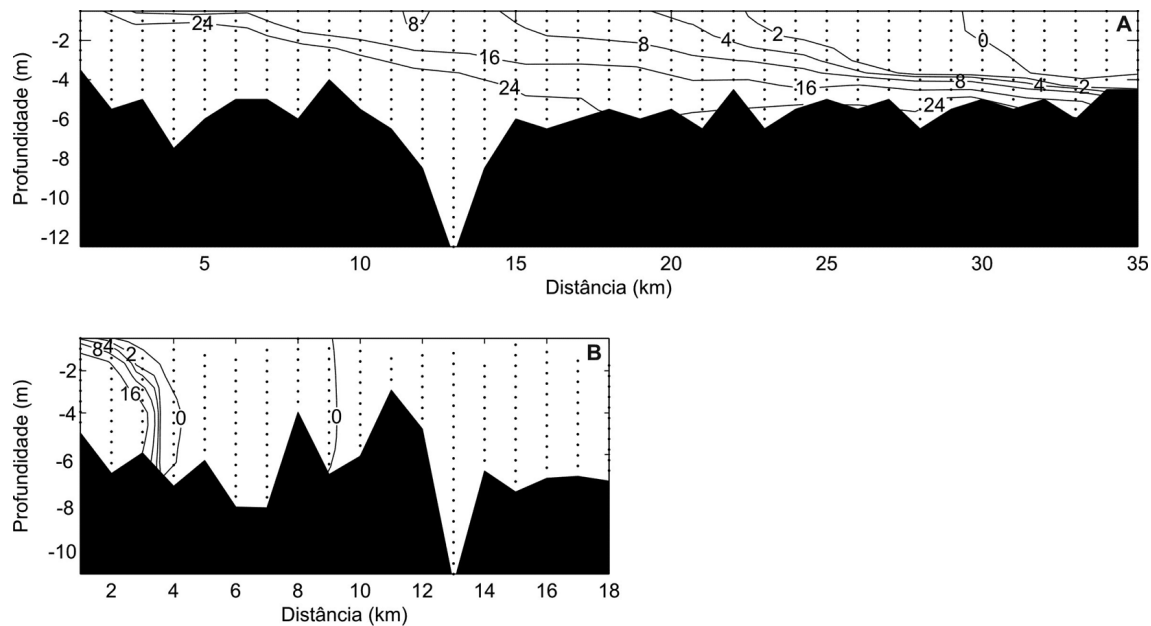 24 8 2 A
-2 8 4 0
16
-4 24 16 8 4 2
24
-6
-8
-10
-12
Profundidade (m)
5 10 15 20 25 30 35
Distância (km)
84 2 B
-2
16
-4 0 0
-6
-8
-10
Profundidade (m)
2 4 6 8 10 12 14 16 18
Distância (km)